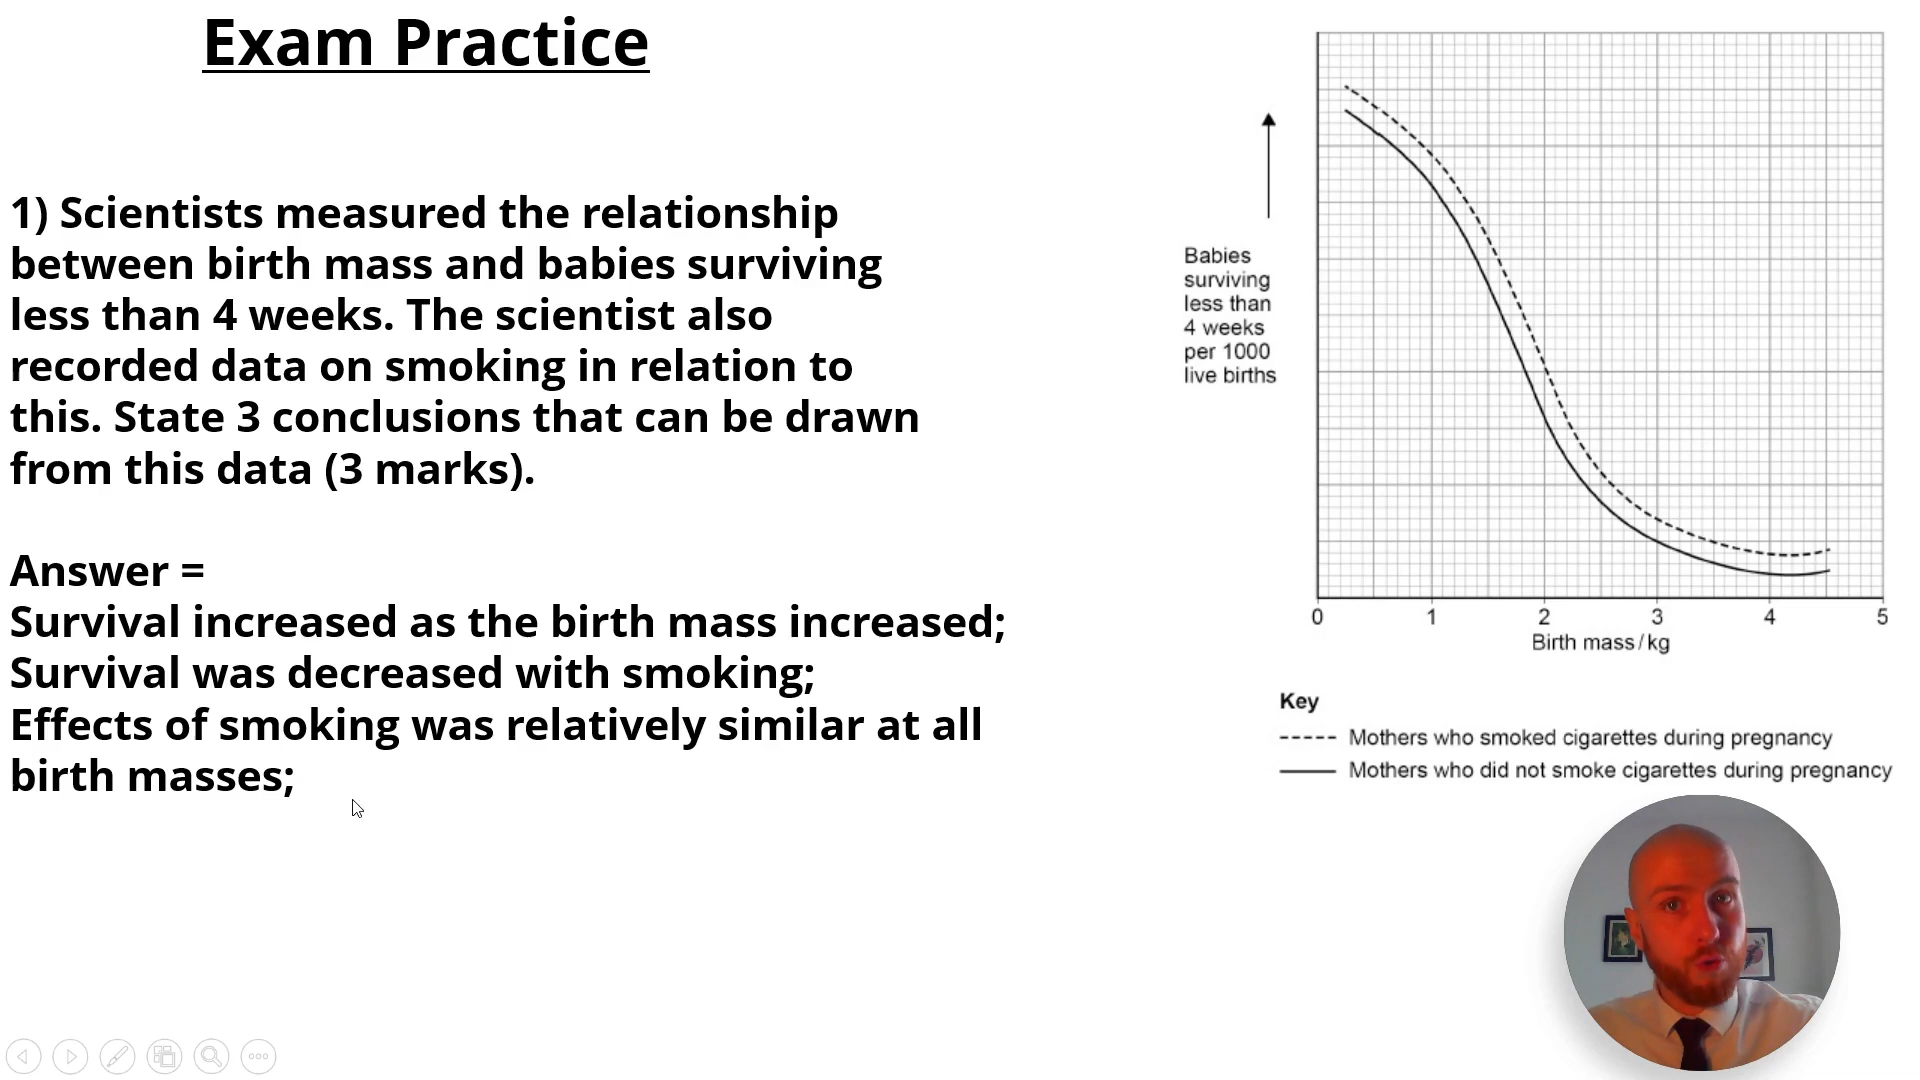 Exam Practice
1) Scientists measured the relationship
between birth mass and babies surviving
less than 4 weeks. The scientist also
recorded data on smoking in relation to
this. State 3 conclusions that can be drawn
from this data (3 marks).
Answer =
Survival increased as the birth mass increased;
Survival was decreased with smoking;
Effects of smoking was relatively similar at all
birth masses;
Babies
surviving
less than
4 weeks
per 1000
live births
0 1 2 3 4 5
Birth mass/kg
Key
Mothers who smoked cigarettes during pregnancy
Mothers who did not smoke cigarettes during pregnancy